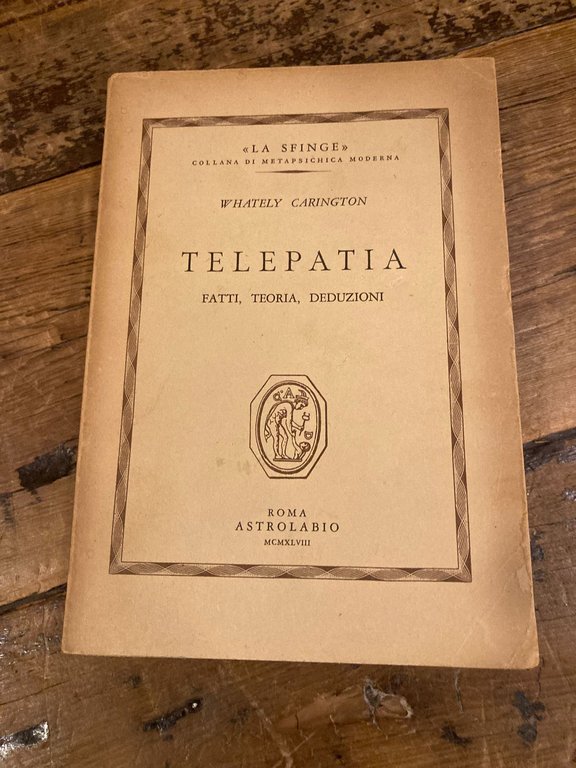 «LA SFINGE»
COLLANA DI METAPSICHICA MODERNA
WHATELY CARINGTON
TELEPATIA
FATTI, TEORIA, DEDUZIONI
ROMA
ASTROLABIO
MCMXLVIII